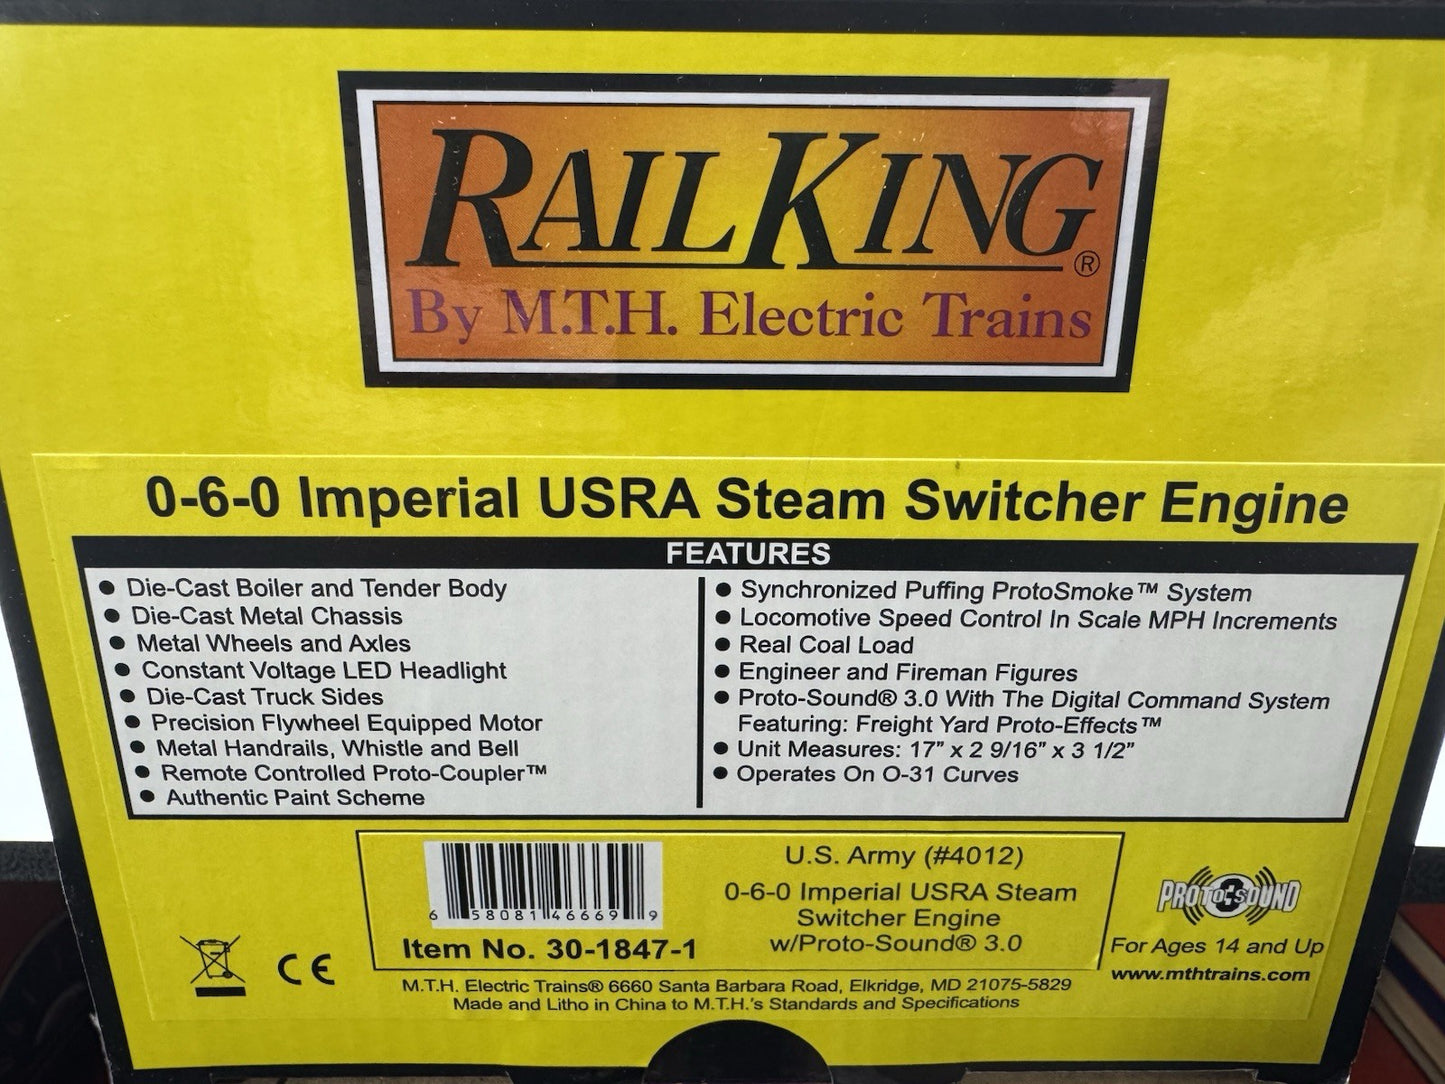 RAILKING®
By M.T.H. Electric Trains
0-6-0 Imperial USRA Steam Switcher Engine
FEATURES
● Die-Cast Boiler and Tender Body
● Die-Cast Metal Chassis
● Metal Wheels and Axles
● Constant Voltage LED Headlight
● Die-Cast Truck Sides
● Precision Flywheel Equipped Motor
● Metal Handrails, Whistle and Bell
● Remote Controlled Proto-Coupler™
● Authentic Paint Scheme
● Synchronized Puffing ProtoSmoke™ System
● Locomotive Speed Control In Scale MPH Increments
● Real Coal Load
● Engineer and Fireman Figures
● Proto-Sound® 3.0 With The Digital Command System
Featuring: Freight Yard Proto-Effects™
● Unit Measures: 17” x 2 9/16” x 3 1/2”
● Operates On O-31 Curves
6 58081 46669 9
Item No. 30-1847-1
U.S. Army (#4012)
0-6-0 Imperial USRA Steam
Switcher Engine
w/Proto-Sound® 3.0
PROTO-SOUND 3
For Ages 14 and Up
www.mthtrains.com
CE
M.T.H. Electric Trains® 6660 Santa Barbara Road, Elkridge, MD 21075-5829
Made and Litho in China to M.T.H.'s Standards and Specifications